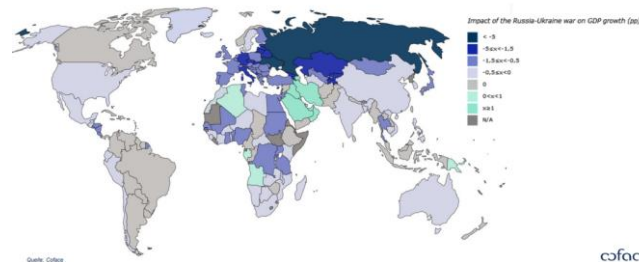 Impact of the Russia-Ukraine war on GDP growth (pp)
< -5
-5≤x<-1,5
-1,5≤x<-0,5
-0,5≤x<0
0
0<x<1
x≥1
N/A
Quelle: Coface
coface